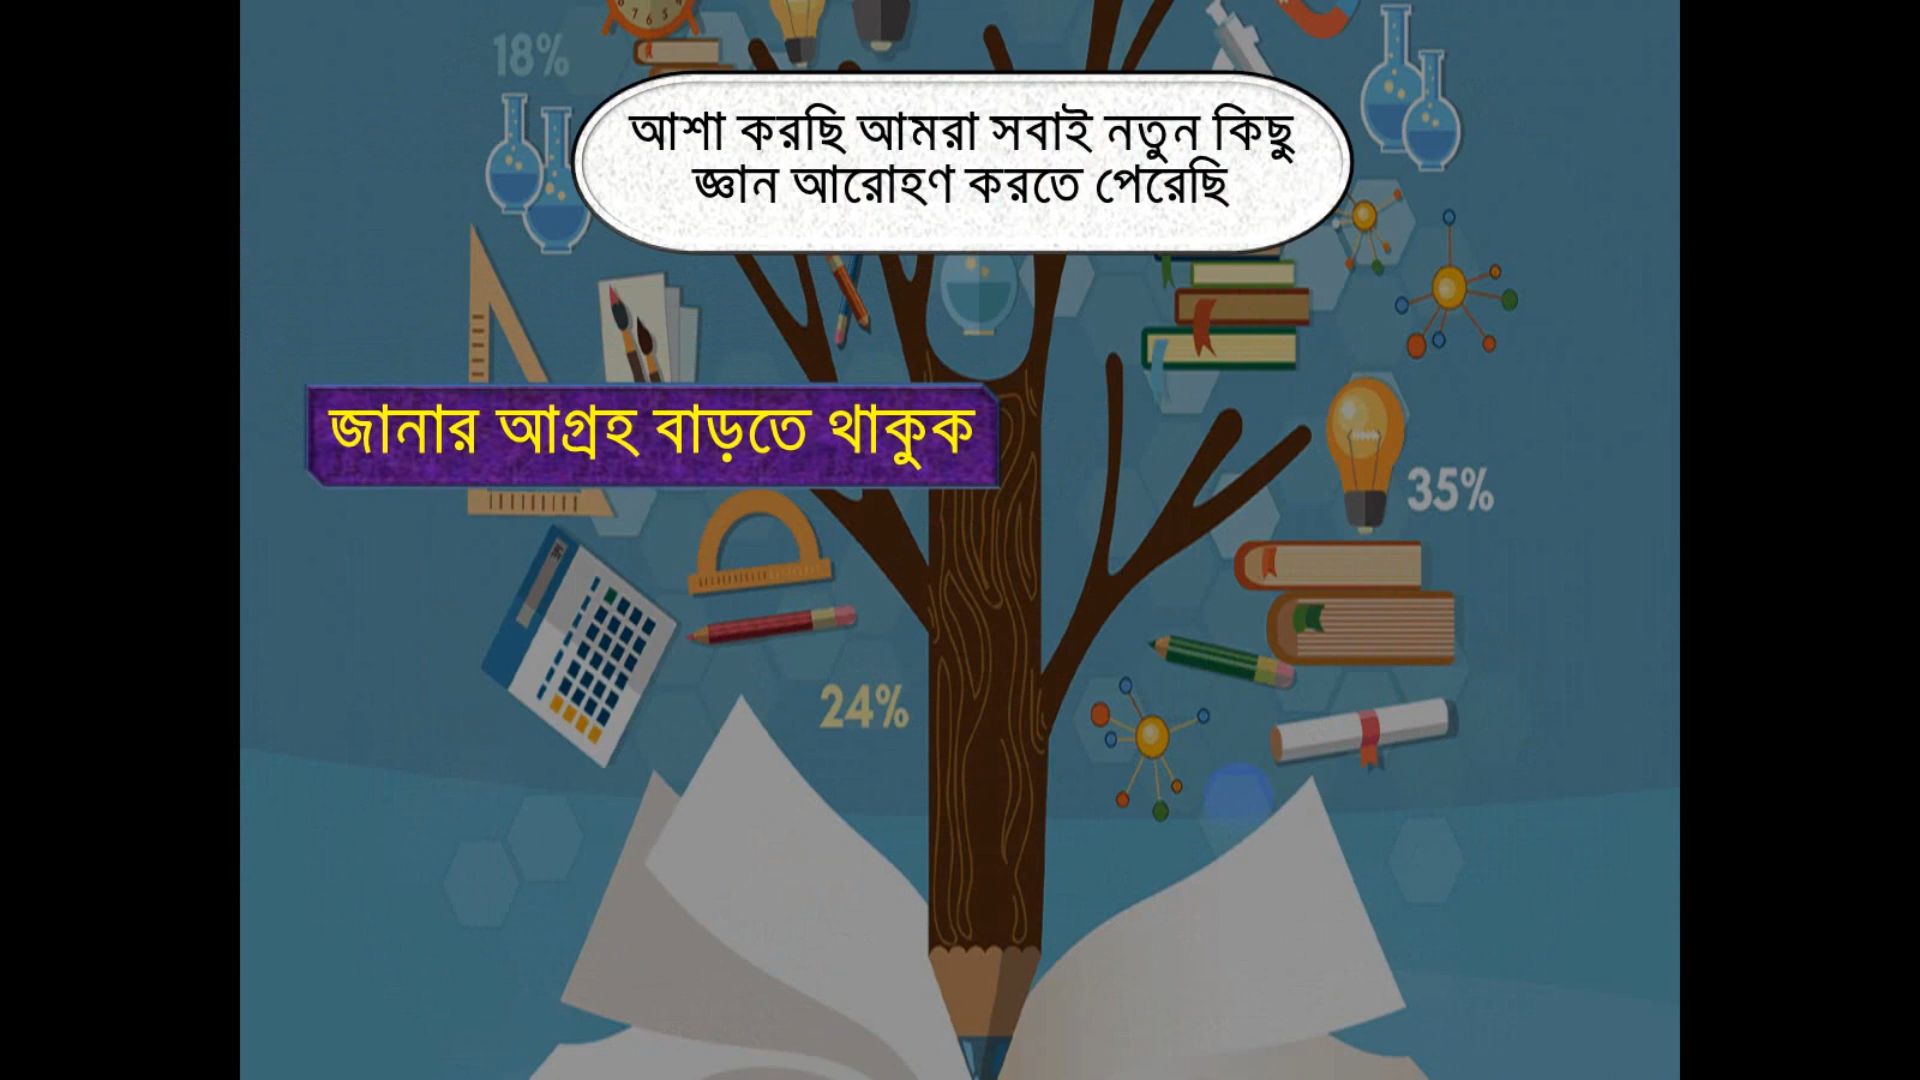 18%
আশা করছি আমরা সবাই নতুন কিছু
জ্ঞান আরোহণ করতে পেরেছি
জানার আগ্রহ বাড়তে থাকুক
35%
24%